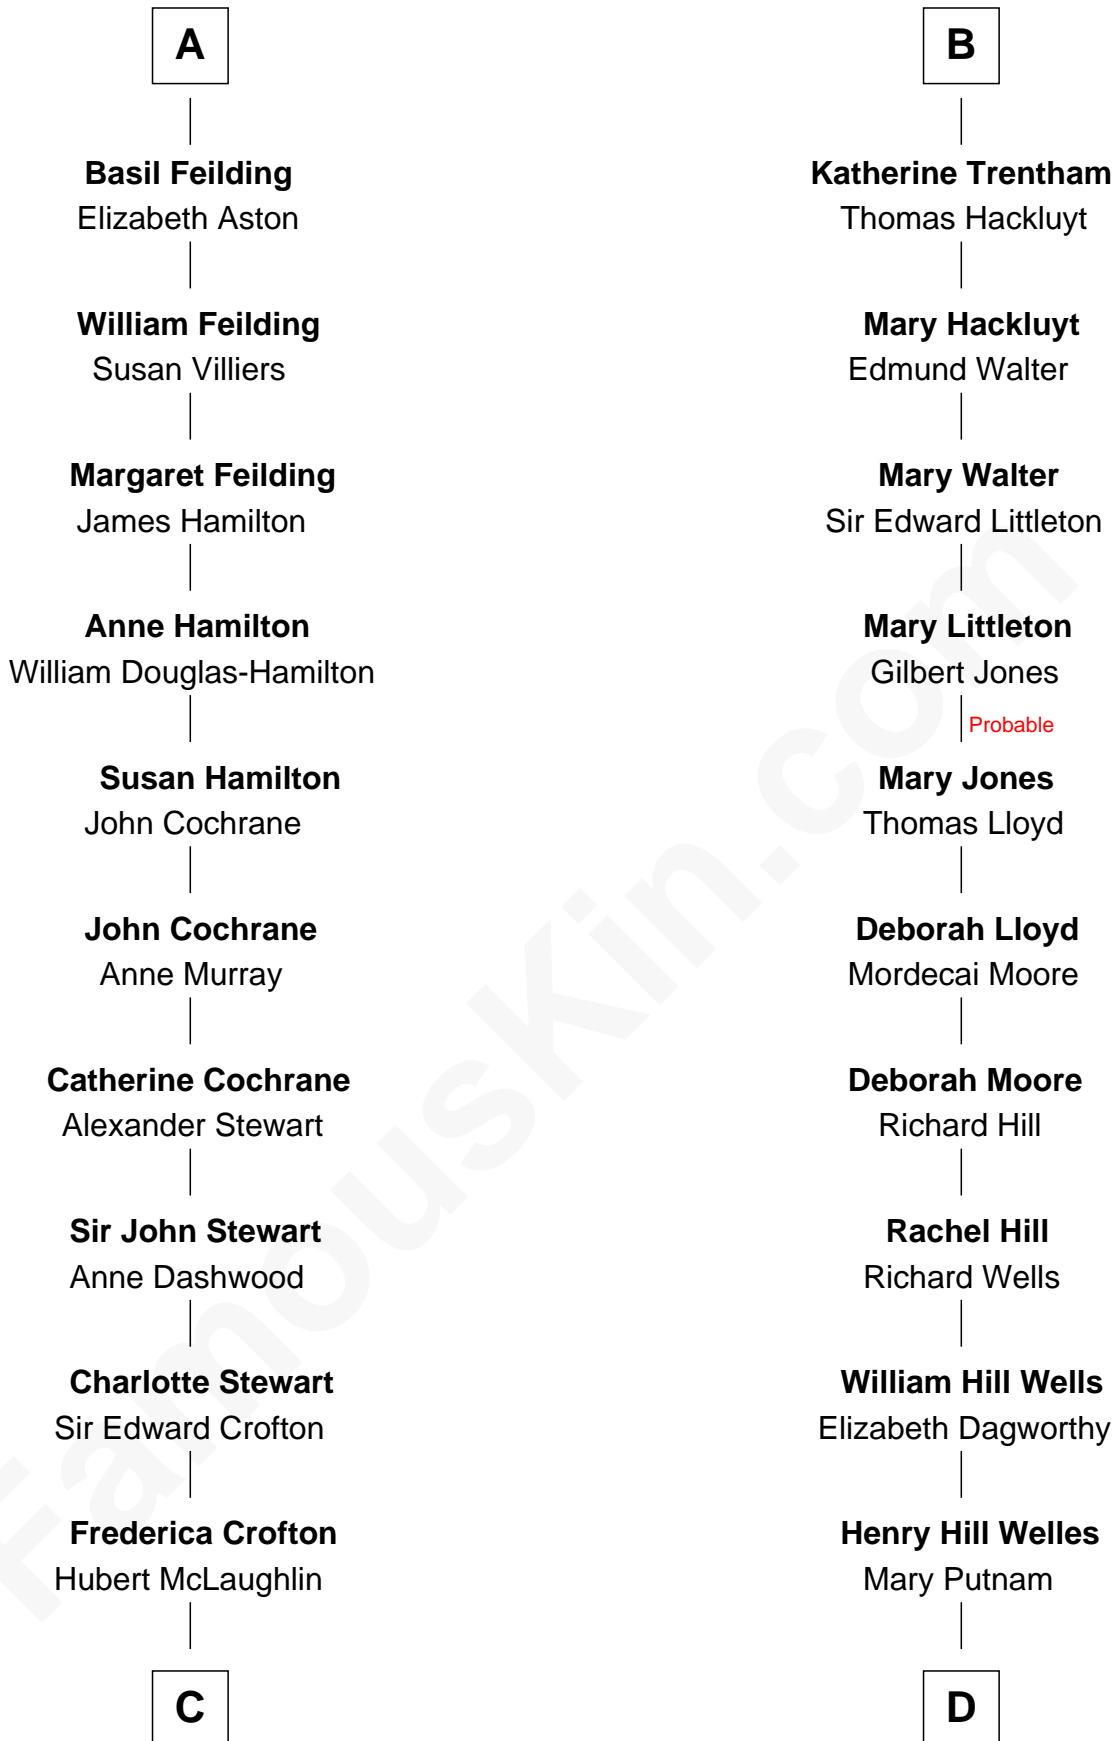 A
Basil Feilding
Elizabeth Aston
William Feilding
Susan Villiers
Margaret Feilding
James Hamilton
Anne Hamilton
William Douglas-Hamilton
Susan Hamilton
John Cochrane
John Cochrane
Anne Murray
Catherine Cochrane
Alexander Stewart
Sir John Stewart
Anne Dashwood
Charlotte Stewart
Sir Edward Crofton
Frederica Crofton
Hubert McLaughlin
C
B
Katherine Trentham
Thomas Hackluyt
Mary Hackluyt
Edmund Walter
Mary Walter
Sir Edward Littleton
Mary Littleton
Gilbert Jones
Probable
Mary Jones
Thomas Lloyd
Deborah Lloyd
Mordecai Moore
Deborah Moore
Richard Hill
Rachel Hill
Richard Wells
William Hill Wells
Elizabeth Dagworthy
Henry Hill Welles
Mary Putnam
D
FamousKin.com